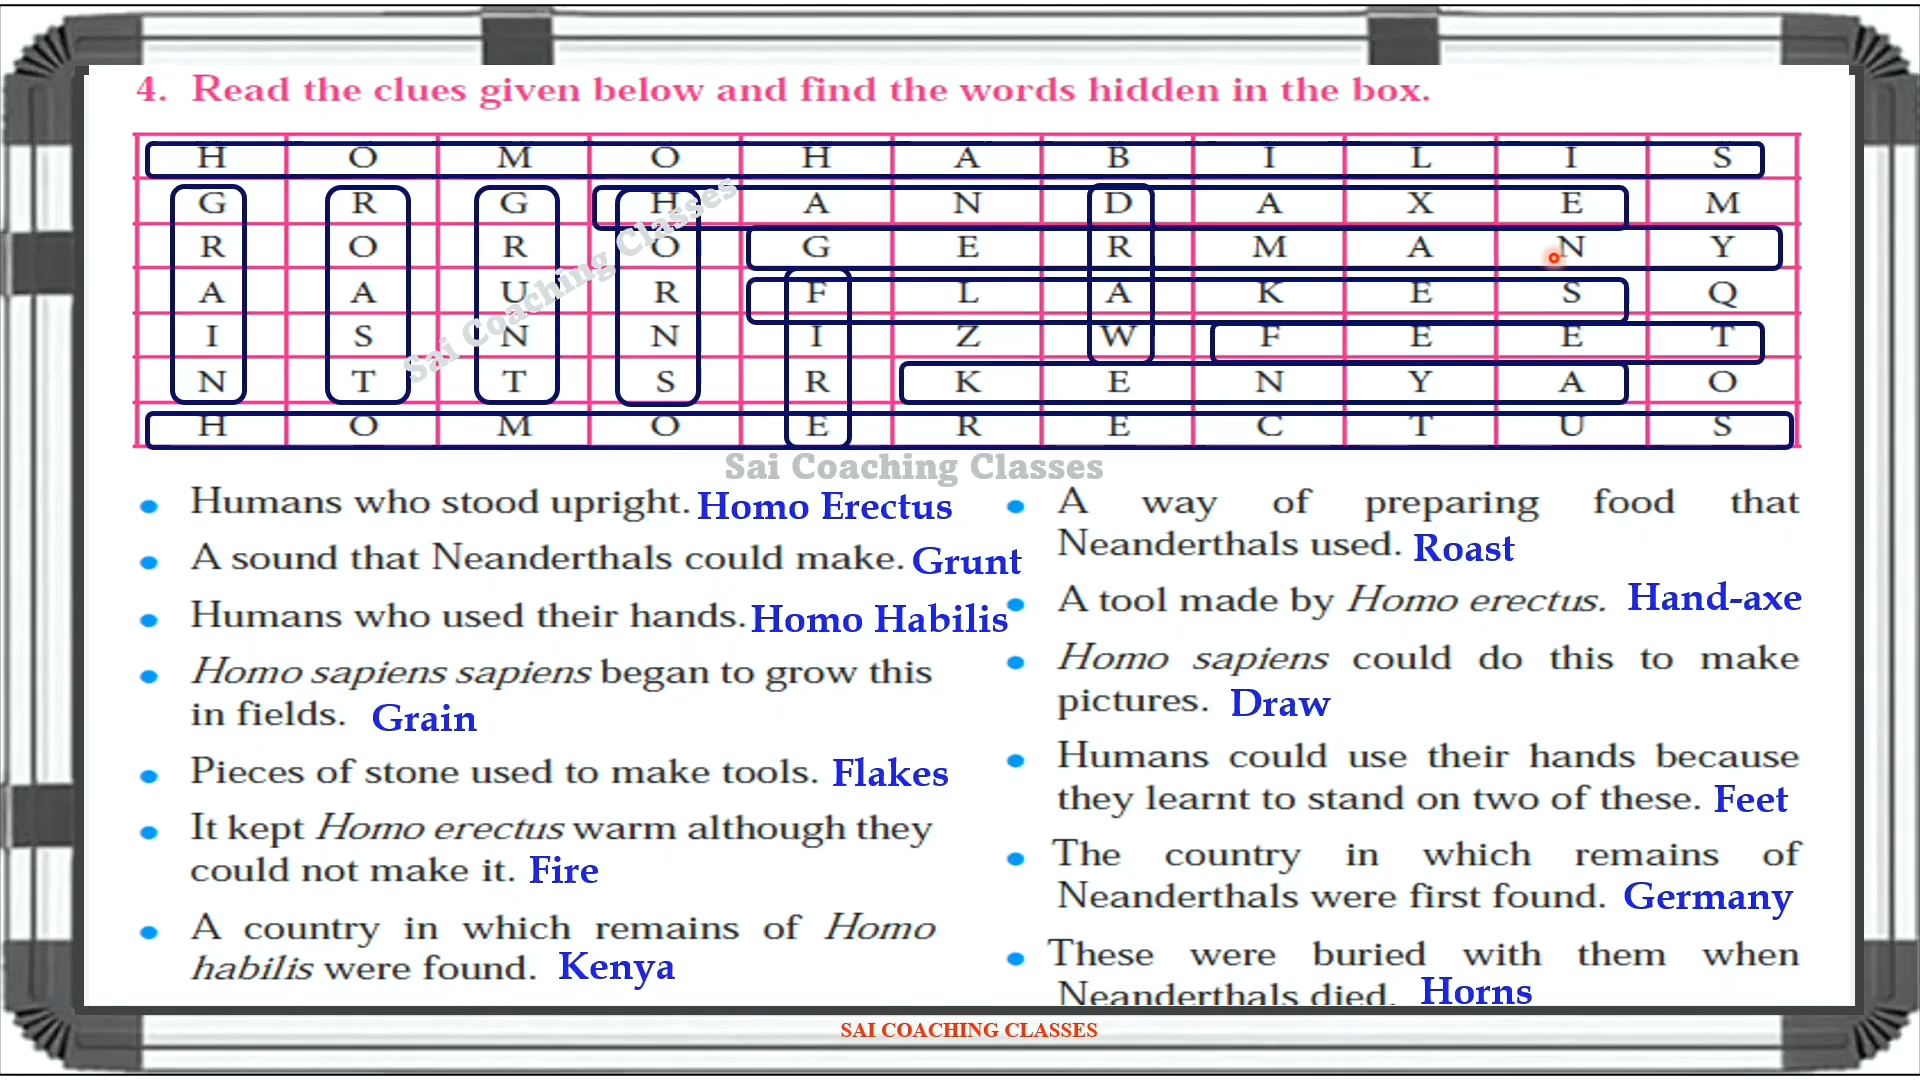 4. Read the clues given below and find the words hidden in the box.
H O M O H A B I L I S
G R G H A N D A X E M
R O R O G E R M A N Y
A A U R F L A K E S Q
I S N N I Z W F E E T
N T T S R K E N Y A O
H O M O E R E C T U S
Sai Coaching Classes
Sai Coaching Classes
• Humans who stood upright. Homo Erectus
• A sound that Neanderthals could make. Grunt
• Humans who used their hands. Homo Habilis
• Homo sapiens sapiens began to grow this
in fields. Grain
• Pieces of stone used to make tools. Flakes
• It kept Homo erectus warm although they
could not make it. Fire
• A country in which remains of Homo
habilis were found. Kenya
• A way of preparing food that
Neanderthals used. Roast
• A tool made by Homo erectus. Hand-axe
• Homo sapiens could do this to make
pictures. Draw
• Humans could use their hands because
they learnt to stand on two of these. Feet
• The country in which remains of
Neanderthals were first found. Germany
• These were buried with them when
Neanderthals died. Horns
SAI COACHING CLASSES